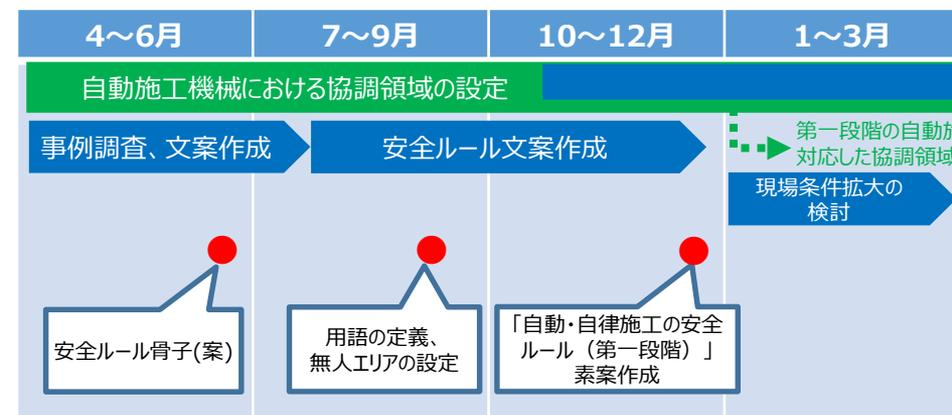 4～6月
7～9月
10～12月
1～3月
自動施工機械における協調領域の設定
事例調査、文案作成
安全ルール文案作成
第一段階の自動施
対応した協調領域
現場条件拡大の
検討
安全ルール骨子(案)
用語の定義、
無人エリアの設定
「自動・自律施工の安全
ルール（第一段階）」
素案作成